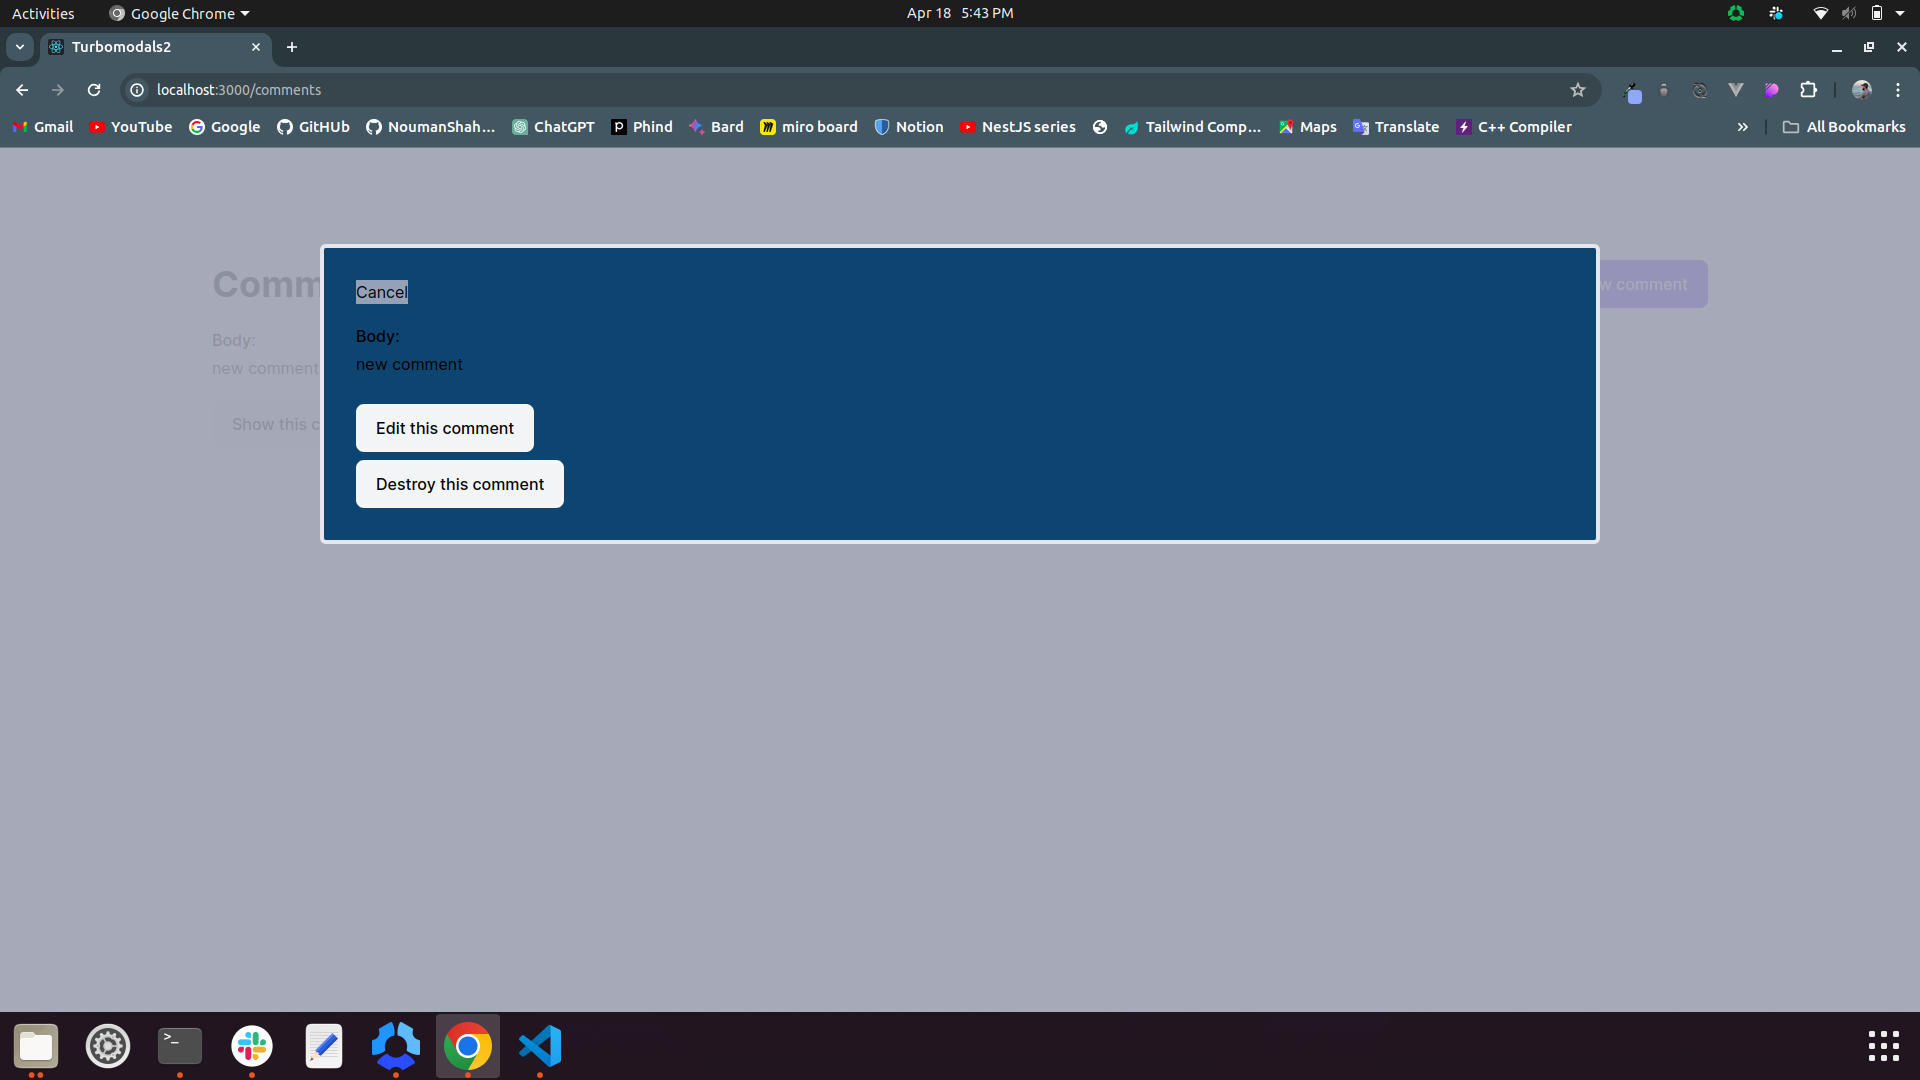 Activities Google Chrome Apr 18 5:43 PM
Turbomodals2
localhost:3000/comments
Gmail YouTube Google GitHUb NoumanShah... ChatGPT Phind Bard miro board Notion NestJS series Tailwind Comp... Maps Translate C++ Compiler » All Bookmarks
Comm
w comment
Body:
new comment
Show this c
Cancel
Body:
new comment
Edit this comment
Destroy this comment